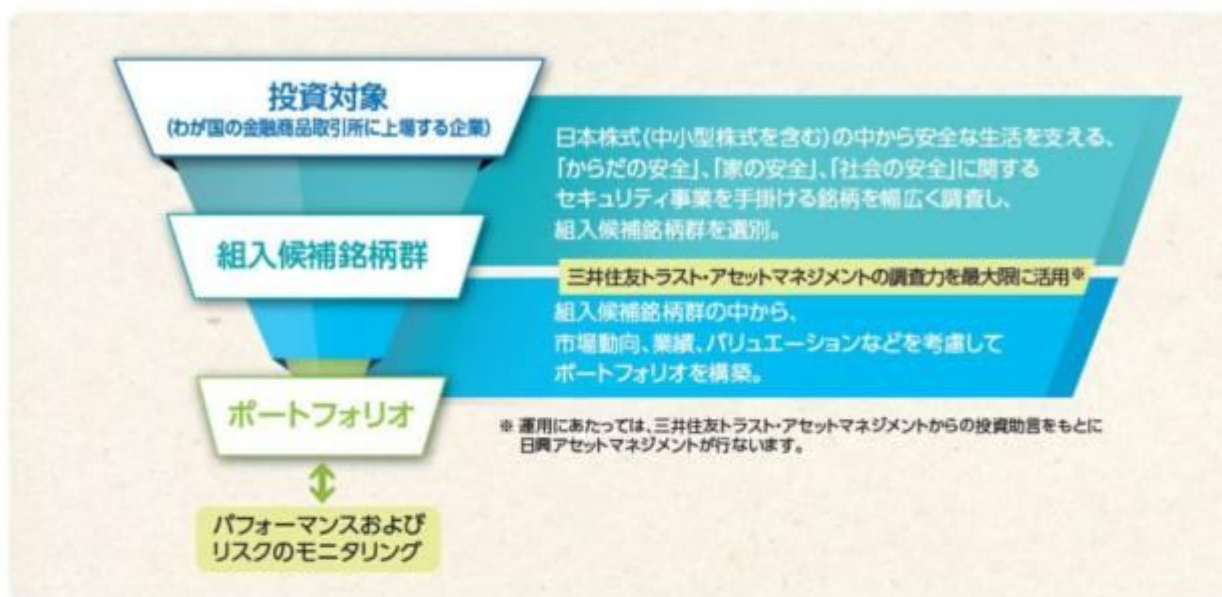 投資対象
(わが国の金融商品取引所に上場する企業)
日本株式(中小型株式を含む)の中から安全な生活を支える、
「からだの安全」、「家の安全」、「社会の安全」に関する
セキュリティ事業を手掛ける銘柄を幅広く調査し、
組入候補銘柄群を選別。
組入候補銘柄群
三井住友トラスト・アセットマネジメントの調査力を最大限に活用※
組入候補銘柄群の中から、
市場動向、業績、バリュエーションなどを考慮して
ポートフォリオを構築。
ポートフォリオ
※ 運用にあたっては、三井住友トラスト・アセットマネジメントからの投資助言をもとに
日興アセットマネジメントが行ないます。
パフォーマンスおよび
リスクのモニタリング